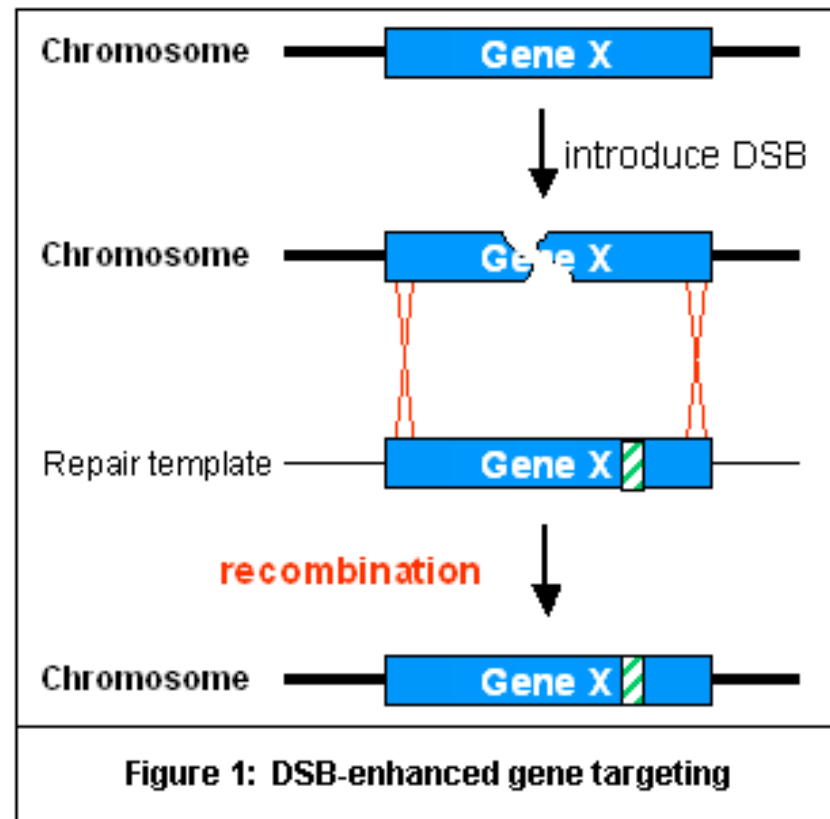 Chromosome Gene X
introduce DSB
Chromosome Gene X
Repair template Gene X
recombination
Chromosome Gene X
Figure 1: DSB-enhanced gene targeting